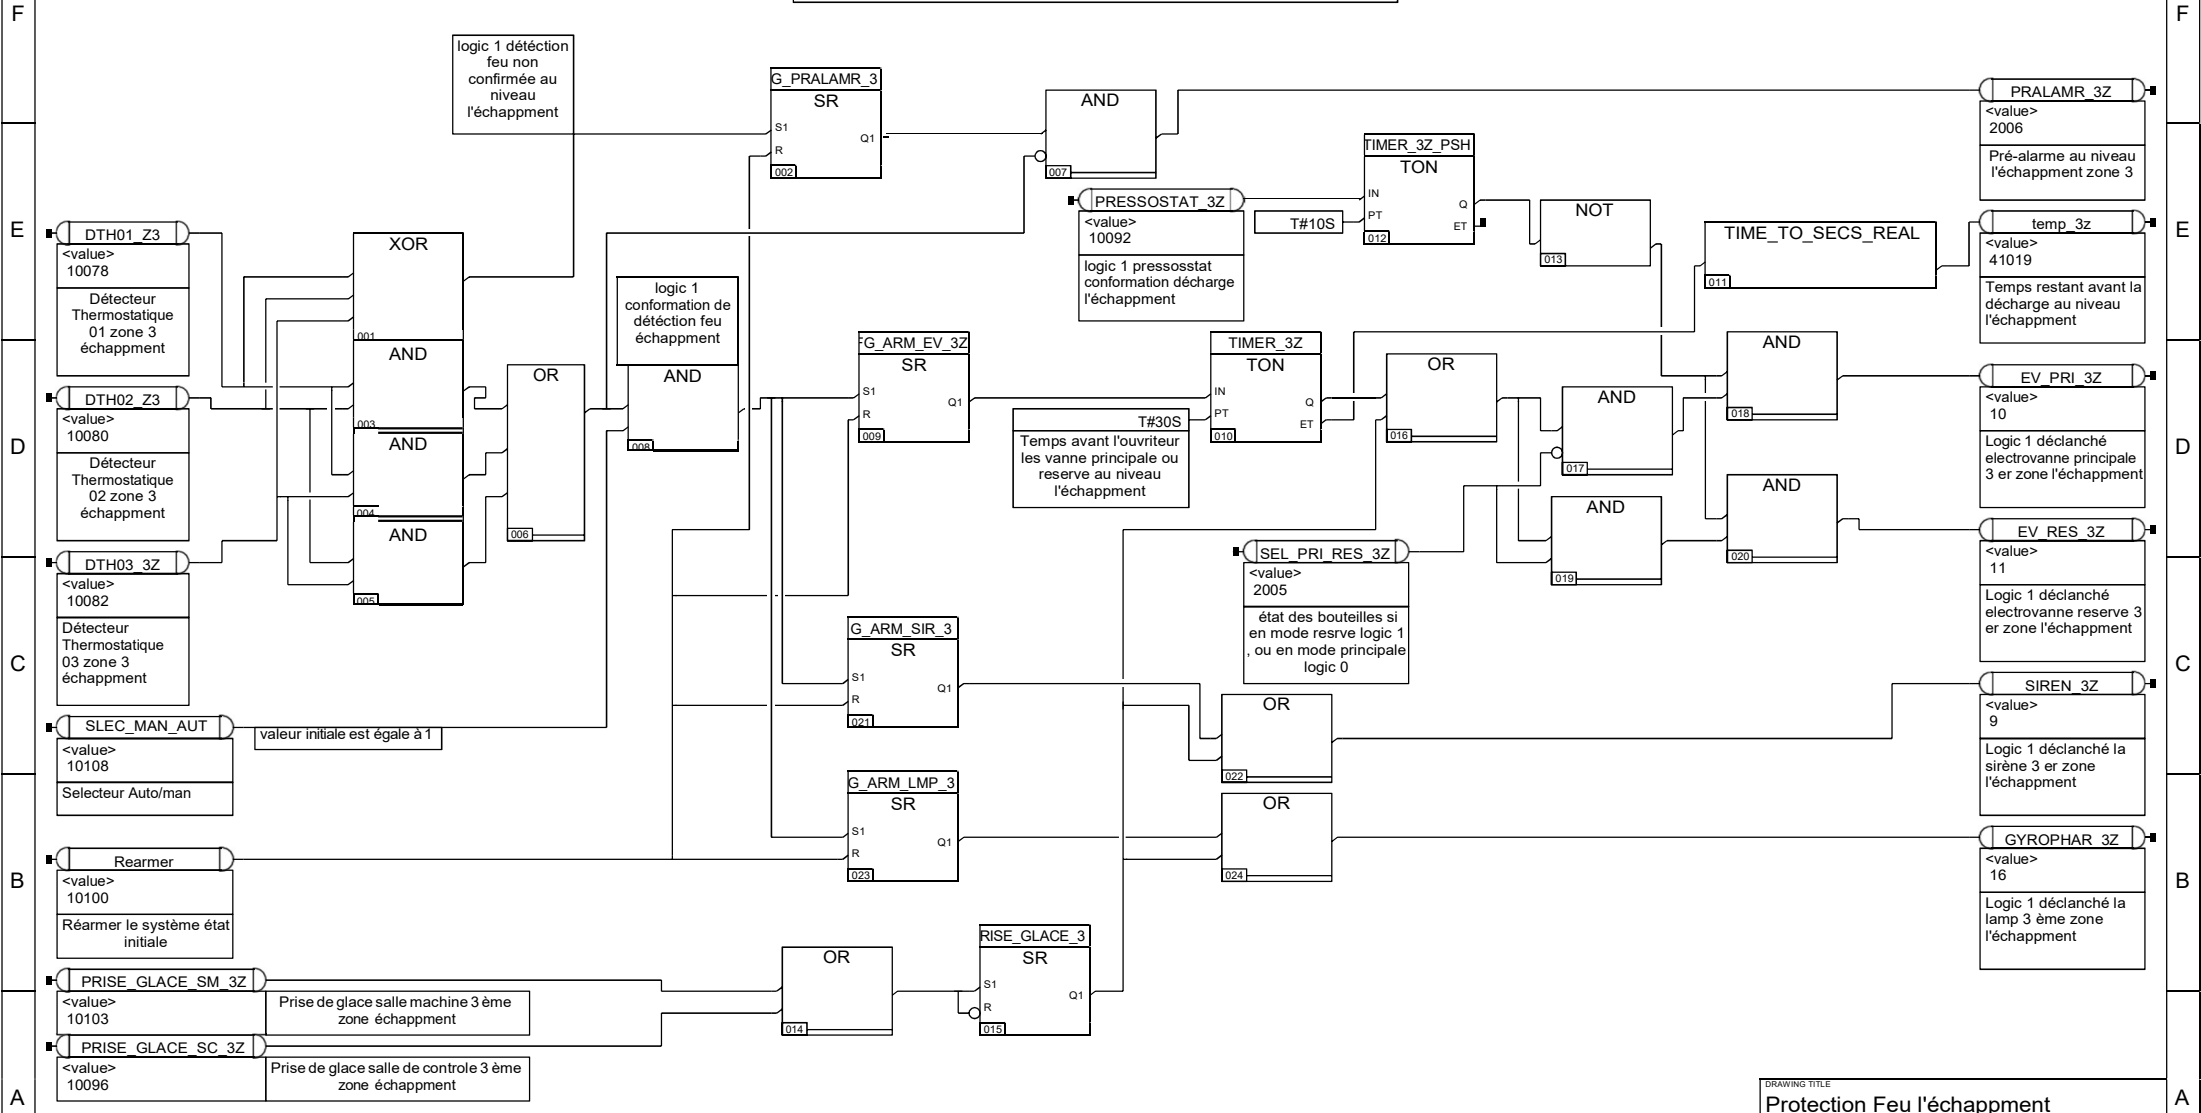 F
F
logic 1 détéction
feu non
confirmée au
niveau
l'échappment
G_PRALAMR_3
SR
S1
R
Q1
002
AND
007
PRALAMR_3Z
<value>
2006
Pré-alarme au niveau
l'échappment zone 3
E
E
DTH01_Z3
<value>
10078
Détecteur
Thermostatique
01 zone 3
échappment
XOR
001
PRESSOSTAT_3Z
<value>
10092
logic 1 pressosstat
conformation décharge
l'échappment
T#10S
TIMER_3Z_PSH
TON
IN
PT
Q
ET
012
NOT
013
TIME_TO_SECS_REAL
011
temp_3z
<value>
41019
Temps restant avant la
décharge au niveau
l'échappment
logic 1
conformation de
détéction feu
échappment
D
D
DTH02_Z3
<value>
10080
Détecteur
Thermostatique
02 zone 3
échappment
AND
003
AND
004
AND
005
OR
006
AND
008
FG_ARM_EV_3Z
SR
S1
R
Q1
009
T#30S
Temps avant l'ouvriteur
les vanne principale ou
reserve au niveau
l'échappment
TIMER_3Z
TON
IN
PT
Q
ET
010
OR
016
AND
017
AND
018
AND
019
AND
020
EV_PRI_3Z
<value>
10
Logic 1 déclanché
electrovanne principale
3 er zone l'échappment
EV_RES_3Z
<value>
11
Logic 1 déclanché
electrovanne reserve 3
er zone l'échappment
C
C
DTH03_3Z
<value>
10082
Détecteur
Thermostatique
03 zone 3
échappment
SEL_PRI_RES_3Z
<value>
2005
état des bouteilles si
en mode resrve logic 1
, ou en mode principale
logic 0
G_ARM_SIR_3
SR
S1
R
Q1
021
OR
022
SIREN_3Z
<value>
9
Logic 1 déclanché la
sirène 3 er zone
l'échappment
SLEC_MAN_AUT
<value>
10108
Selecteur Auto/man
valeur initiale est égale à 1
B
B
G_ARM_LMP_3
SR
S1
R
Q1
023
OR
024
GYROPHAR_3Z
<value>
16
Logic 1 déclanché la
lamp 3 ème zone
l'échappment
Rearmer
<value>
10100
Réarmer le système état
initiale
PRISE_GLACE_SM_3Z
<value>
10103
Prise de glace salle machine 3 ème
zone échappment
OR
014
RISE_GLACE_3
SR
S1
R
Q1
015
A
A
PRISE_GLACE_SC_3Z
<value>
10096
Prise de glace salle de controle 3 ème
zone échappment
DRAWING TITLE
Protection Feu l'échappment